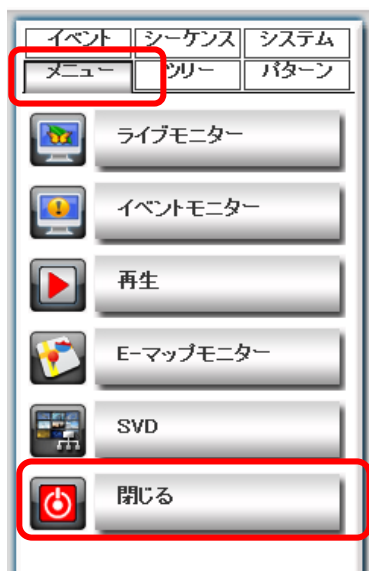 イベント シーケンス システム
メニュー ツリー パターン
ライブモニター
イベントモニター
再生
E-マップモニター
SVD
閉じる